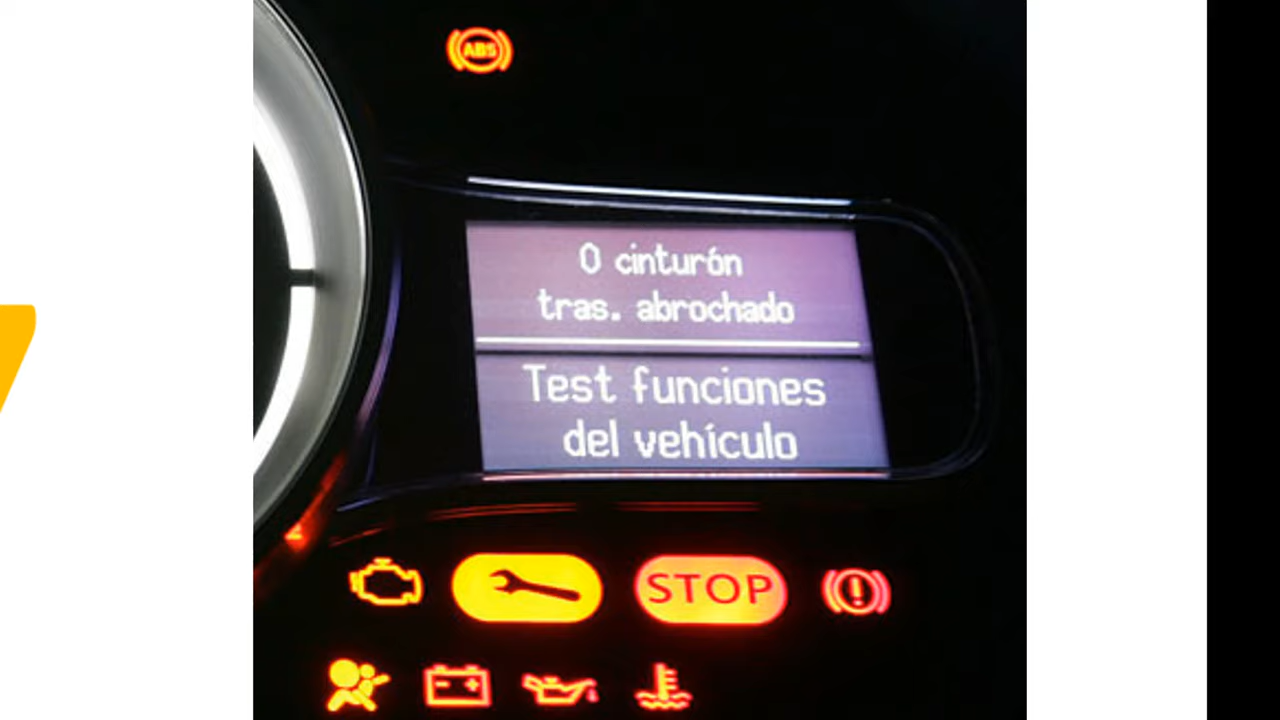 ABS
0 cinturón
tras. abrochado
Test funciones
del vehículo
STOP